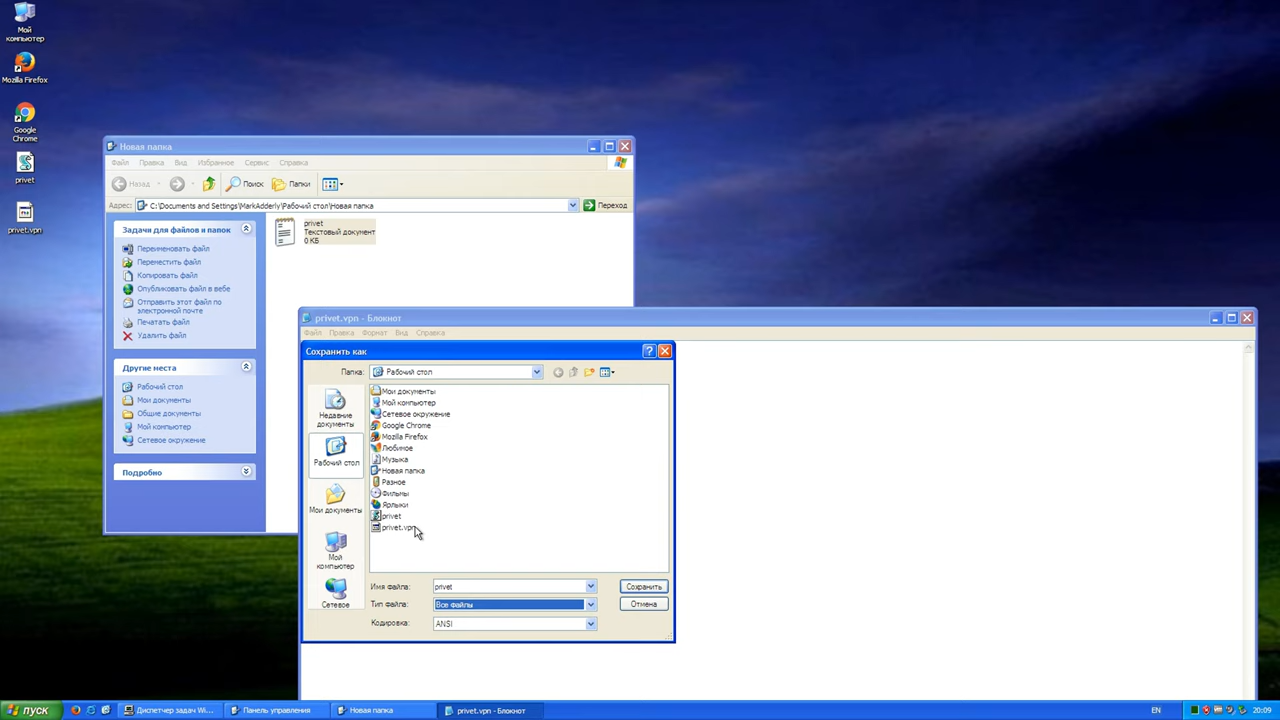 Мой
компьютер
Mozilla Firefox
Google
Chrome
privet
privet.vpn
Новая папка
Файл Правка Вид Избранное Сервис Справка
Назад Поиск Папки
Адрес: C:\Documents and Settings\MarkAdderly\Рабочий стол\Новая папка Переход
Задачи для файлов и папок
Переименовать файл
Переместить файл
Копировать файл
Опубликовать файл в вебе
Отправить этот файл по
электронной почте
Печатать файл
Удалить файл
Другие места
Рабочий стол
Мои документы
Общие документы
Мой компьютер
Сетевое окружение
Подробно
privet
Текстовый документ
0 КБ
privet.vpn - Блокнот
Файл Правка Формат Вид Справка
Сохранить как
Папка: Рабочий стол
Недавние
документы
Рабочий стол
Мои документы
Мой
компьютер
Сетевое
Мои документы
Мой компьютер
Сетевое окружение
Google Chrome
Mozilla Firefox
Любимое
Музыка
Новая папка
Разное
Фильмы
Ярлыки
privet
privet.vpn
Имя файла: privet Сохранить
Тип файла: Все файлы Отмена
Кодировка: ANSI
пуск Диспетчер задач Wi... Панель управления Новая папка privet.vpn - Блокнот EN 20:09